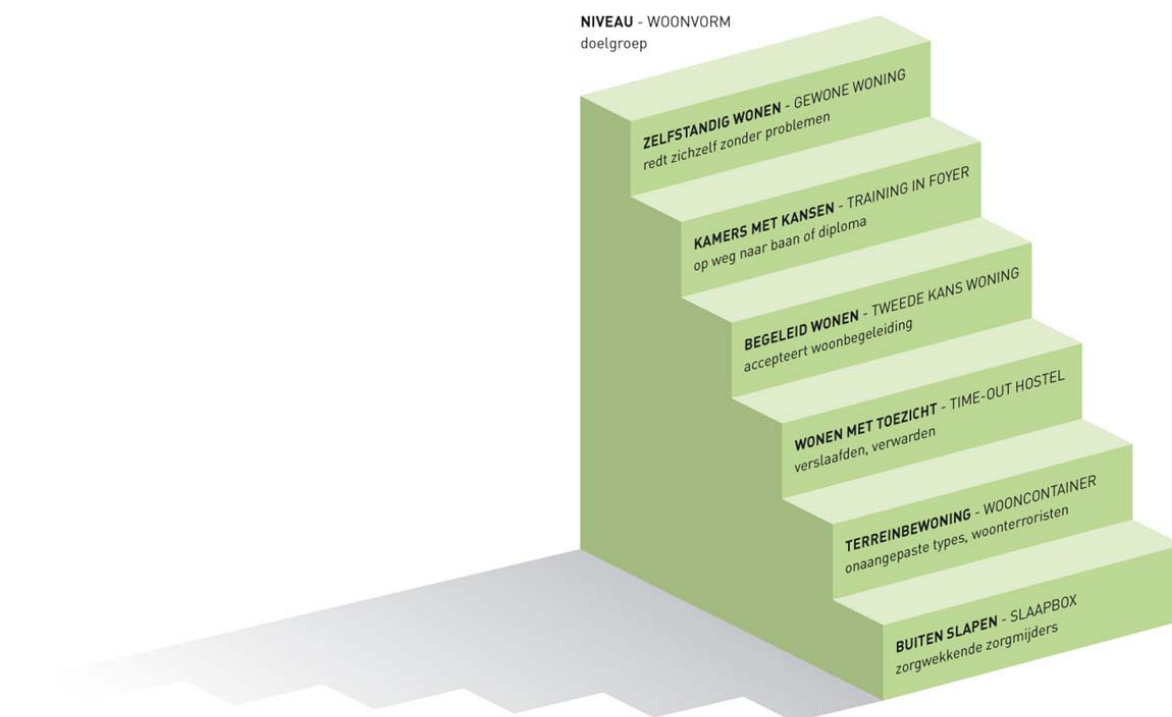 NIVEAU - WOONVORM
doelgroep
ZELFSTANDIG WONEN - GEWONE WONING
redt zichzelf zonder problemen
KAMERS MET KANSEN - TRAINING IN FOYER
op weg naar baan of diploma
BEGELEID WONEN - TWEEDE KANS WONING
accepteert woonbegeleiding
WONEN MET TOEZICHT - TIME-OUT HOSTEL
verslaafden, verwarden
TERREINBEWONING - WOONCONTAINER
onaangepaste types, woonterroristen
BUITEN SLAPEN - SLAAPBOX
zorgwekkende zorgmijders